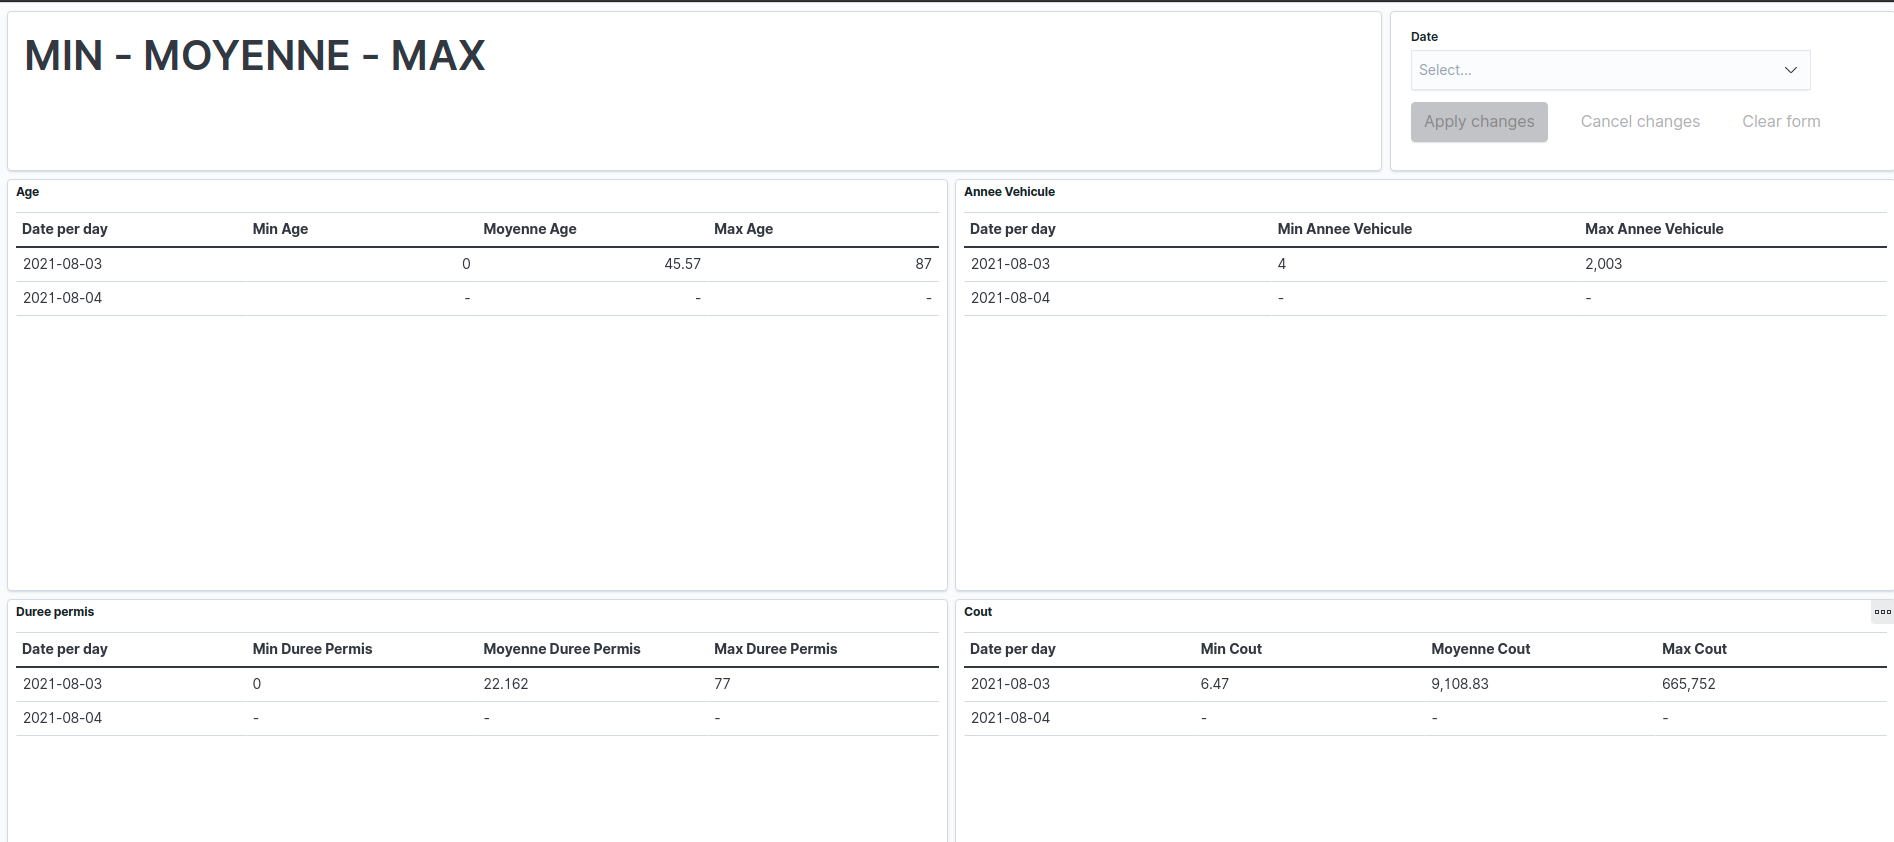 MIN - MOYENNE - MAX
Date
Select...
Apply changes Cancel changes Clear form
Age
Date per day Min Age Moyenne Age Max Age
2021-08-03 0 45.57 87
2021-08-04 - - -
Annee Vehicule
Date per day Min Annee Vehicule Max Annee Vehicule
2021-08-03 4 2,003
2021-08-04 - -
Duree permis
Date per day Min Duree Permis Moyenne Duree Permis Max Duree Permis
2021-08-03 0 22.162 77
2021-08-04 - - -
Cout
Date per day Min Cout Moyenne Cout Max Cout
2021-08-03 6.47 9,108.83 665,752
2021-08-04 - - -